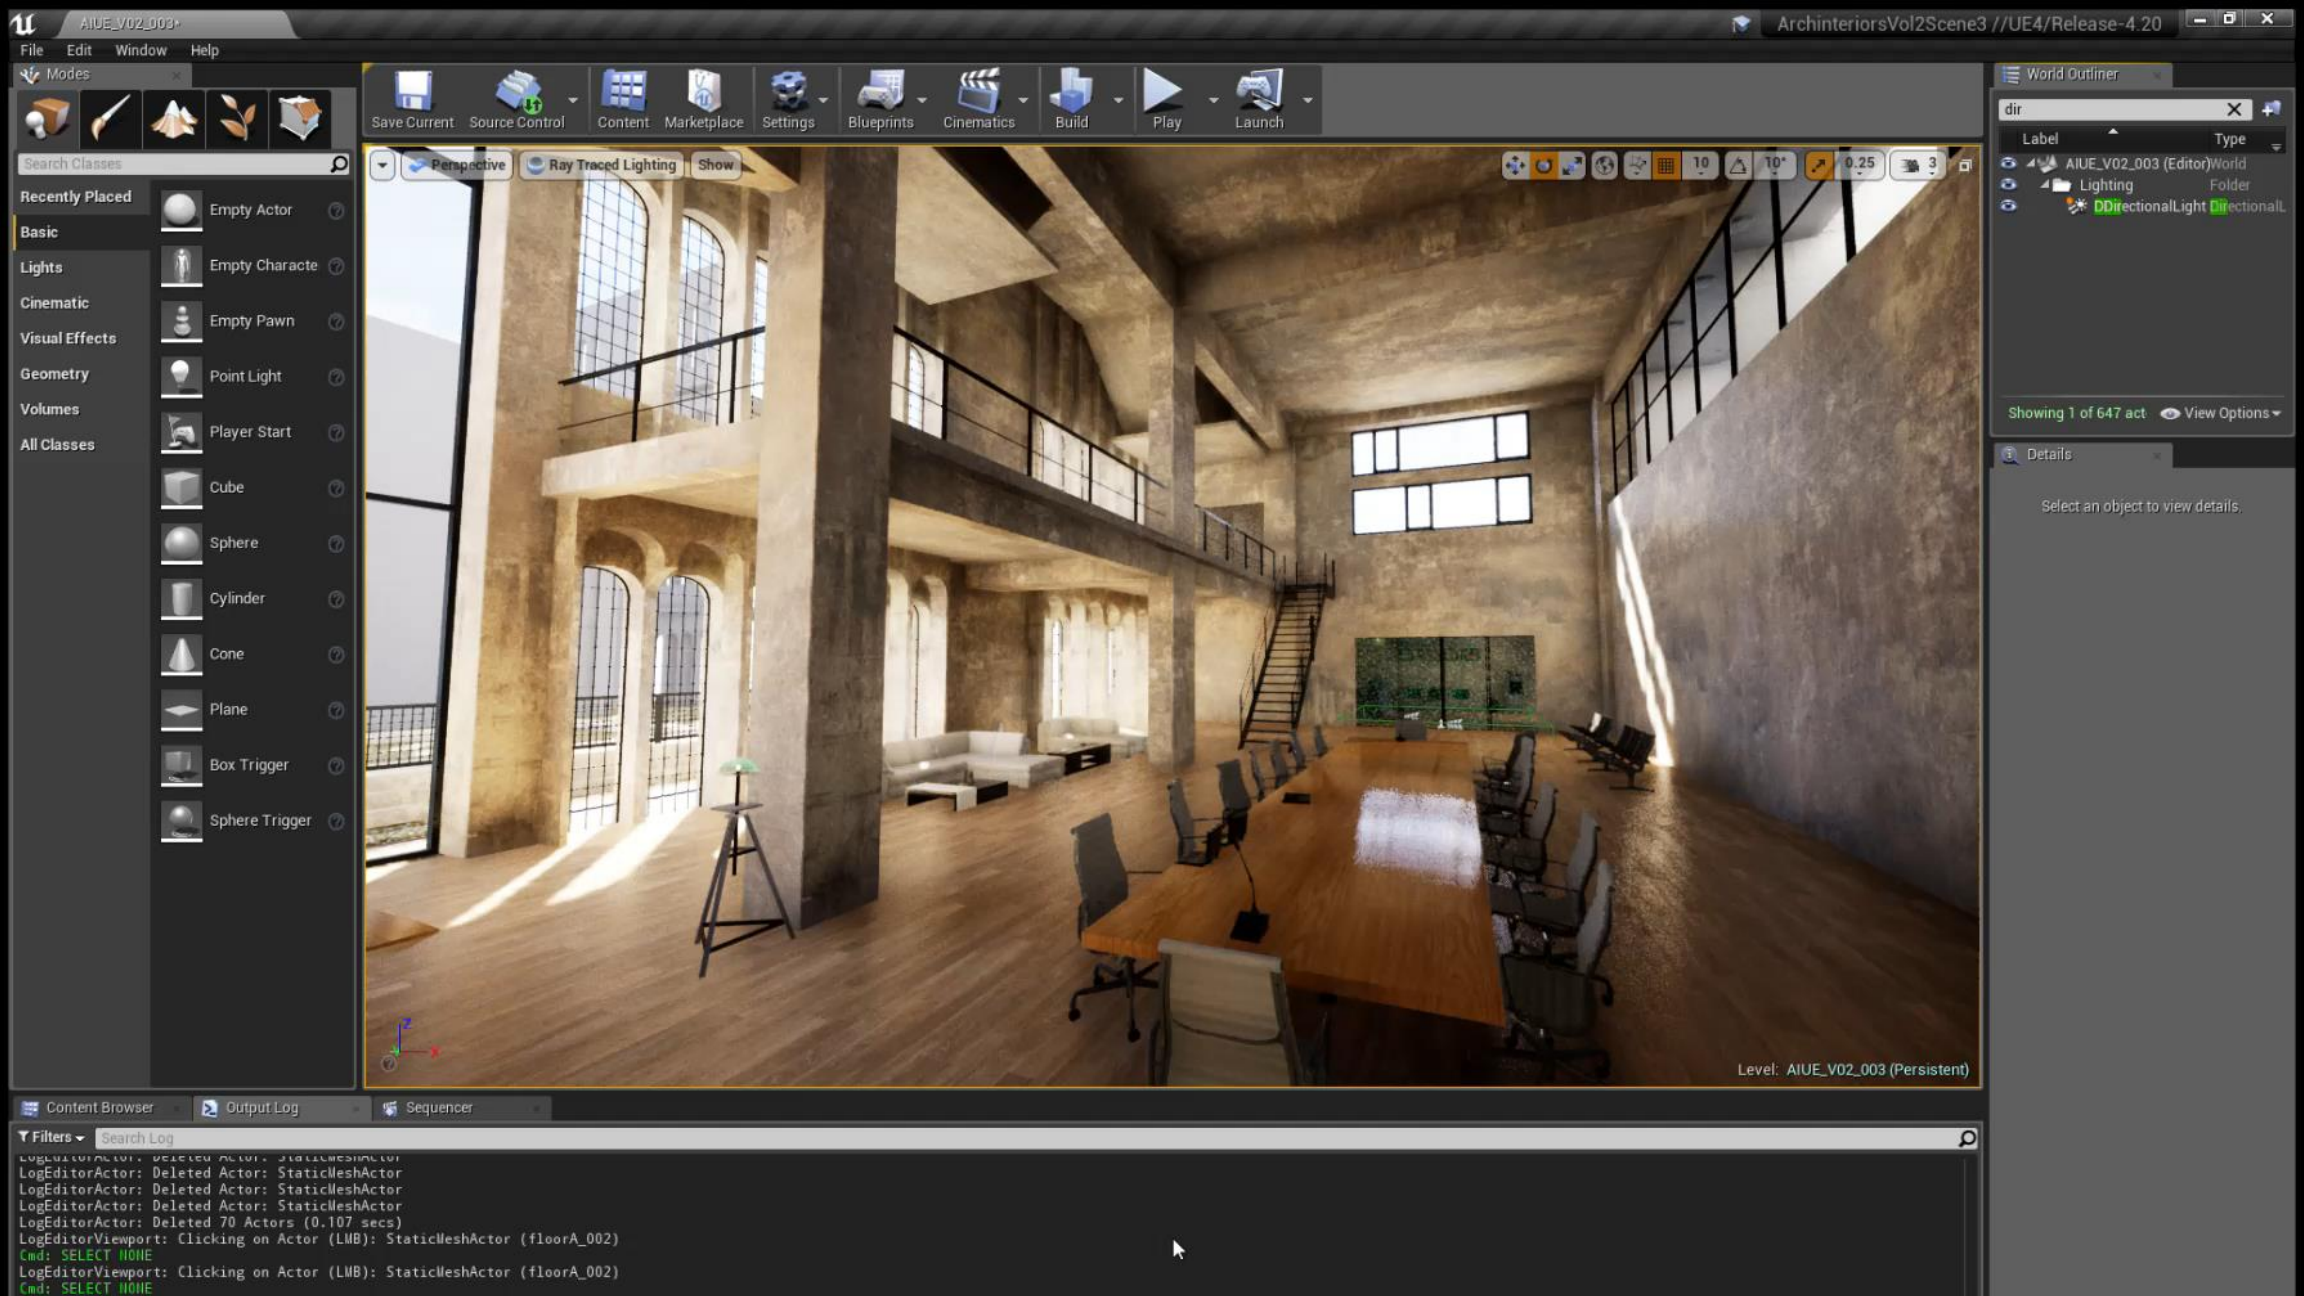 AIUE_V02_003•
ArchinteriorsVol2Scene3 //UE4/Release-4.20
File Edit Window Help
Modes
Save Current Source Control Content Marketplace Settings Blueprints Cinematics Build Play Launch
World Outliner
dir
Label Type
AIUE_V02_003 (Editor) World
Lighting Folder
DDirectionalLight DirectionalL
Showing 1 of 647 act View Options
Details
Select an object to view details.
Search Classes
Recently Placed
Basic
Lights
Cinematic
Visual Effects
Geometry
Volumes
All Classes
Empty Actor
Empty Characte
Empty Pawn
Point Light
Player Start
Cube
Sphere
Cylinder
Cone
Plane
Box Trigger
Sphere Trigger
Perspective Ray Traced Lighting Show
10 10° 0.25 3
Z
X
Level: AIUE_V02_003 (Persistent)
Content Browser Output Log Sequencer
Filters Search Log
LogEditorActor: Deleted Actor: StaticMeshActor
LogEditorActor: Deleted Actor: StaticMeshActor
LogEditorActor: Deleted Actor: StaticMeshActor
LogEditorActor: Deleted Actor: StaticMeshActor
LogEditorActor: Deleted 70 Actors (0.107 secs)
LogEditorViewport: Clicking on Actor (LMB): StaticMeshActor (floorA_002)
Cmd: SELECT NONE
LogEditorViewport: Clicking on Actor (LMB): StaticMeshActor (floorA_002)
Cmd: SELECT NONE